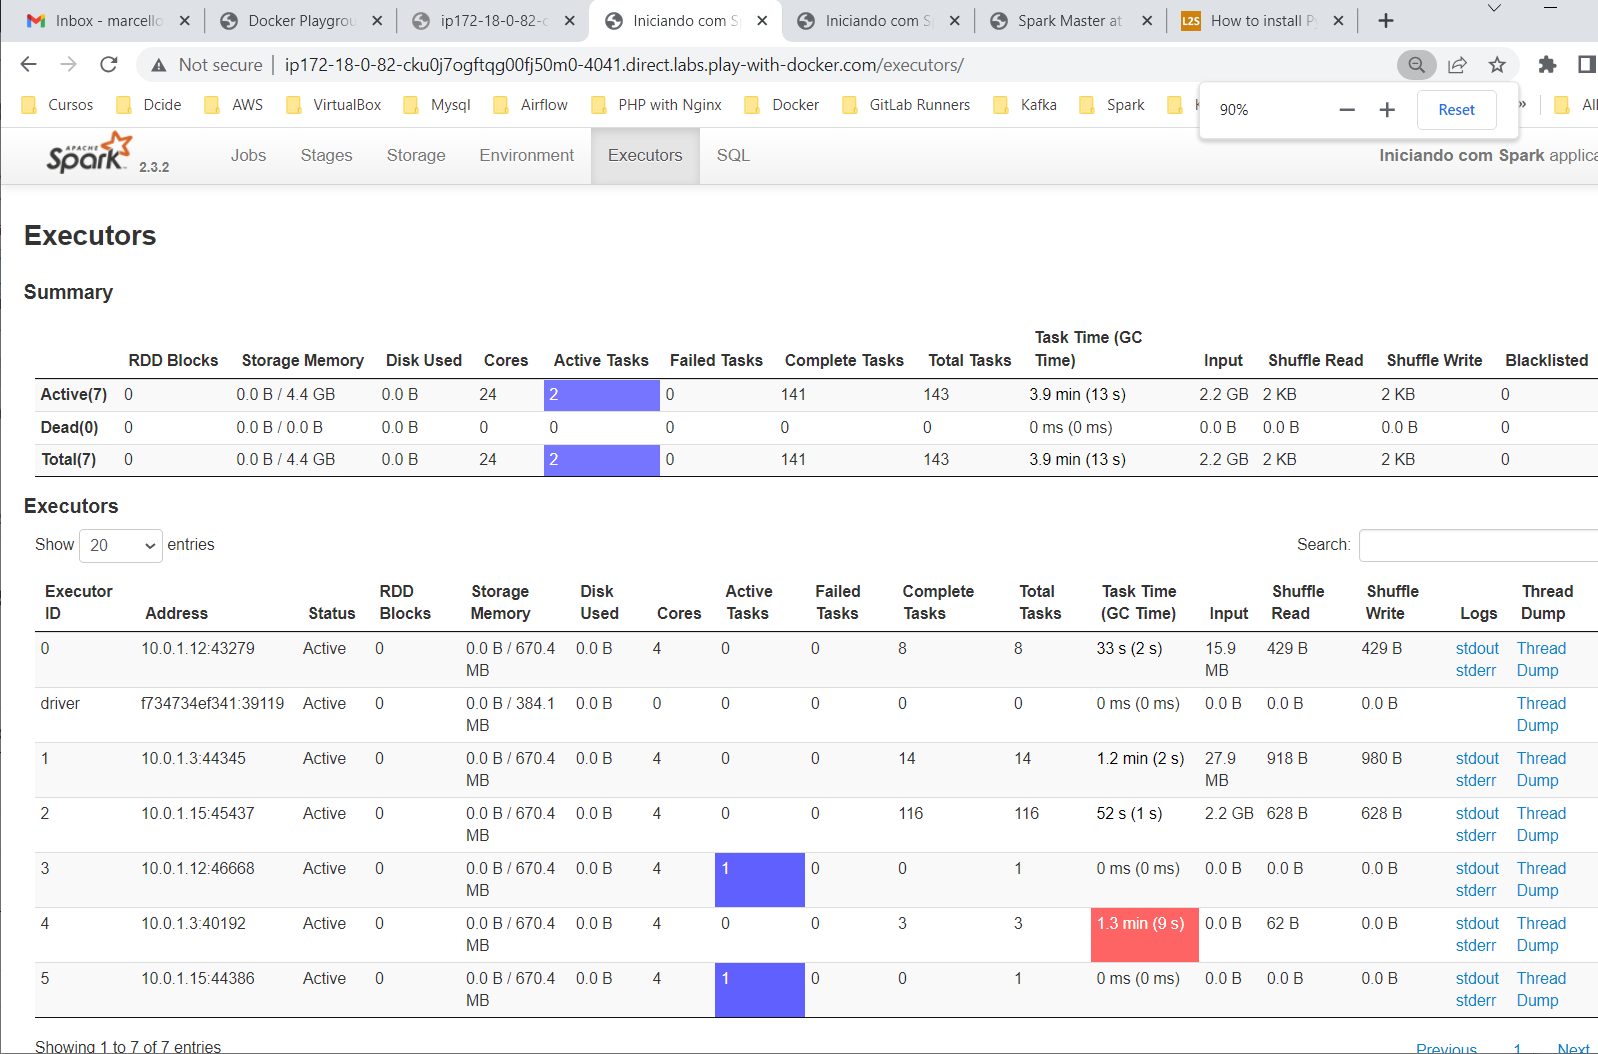 Inbox - marcello
Docker Playgrou
ip172-18-0-82-c
Iniciando com S
Iniciando com S
Spark Master at
L2S How to install P
Not secure ip172-18-0-82-cku0j7ogftqg00fj50m0-4041.direct.labs.play-with-docker.com/executors/
Cursos Dcide AWS VirtualBox Mysql Airflow PHP with Nginx Docker GitLab Runners Kafka Spark » All
90% − + Reset
APACHE Spark 2.3.2 Jobs Stages Storage Environment Executors SQL Iniciando com Spark applica
Executors
Summary
RDD Blocks Storage Memory Disk Used Cores Active Tasks Failed Tasks Complete Tasks Total Tasks Task Time (GC Time) Input Shuffle Read Shuffle Write Blacklisted
Active(7) 0 0.0 B / 4.4 GB 0.0 B 24 2 0 141 143 3.9 min (13 s) 2.2 GB 2 KB 2 KB 0
Dead(0) 0 0.0 B / 0.0 B 0.0 B 0 0 0 0 0 0 ms (0 ms) 0.0 B 0.0 B 0.0 B 0
Total(7) 0 0.0 B / 4.4 GB 0.0 B 24 2 0 141 143 3.9 min (13 s) 2.2 GB 2 KB 2 KB 0
Executors
Show 20 entries Search:
Executor RDD Storage Disk Active Failed Complete Total Task Time Shuffle Shuffle Thread
ID Address Status Blocks Memory Used Cores Tasks Tasks Tasks Tasks (GC Time) Input Read Write Logs Dump
0 10.0.1.12:43279 Active 0 0.0 B / 670.4 0.0 B 4 0 0 8 8 33 s (2 s) 15.9 429 B 429 B stdout Thread
MB MB stderr Dump
driver f734734ef341:39119 Active 0 0.0 B / 384.1 0.0 B 0 0 0 0 0 0 ms (0 ms) 0.0 B 0.0 B 0.0 B Thread
MB Dump
1 10.0.1.3:44345 Active 0 0.0 B / 670.4 0.0 B 4 0 0 14 14 1.2 min (2 s) 27.9 918 B 980 B stdout Thread
MB MB stderr Dump
2 10.0.1.15:45437 Active 0 0.0 B / 670.4 0.0 B 4 0 0 116 116 52 s (1 s) 2.2 GB 628 B 628 B stdout Thread
MB stderr Dump
3 10.0.1.12:46668 Active 0 0.0 B / 670.4 0.0 B 4 1 0 0 1 0 ms (0 ms) 0.0 B 0.0 B 0.0 B stdout Thread
MB stderr Dump
4 10.0.1.3:40192 Active 0 0.0 B / 670.4 0.0 B 4 0 0 3 3 1.3 min (9 s) 0.0 B 62 B 0.0 B stdout Thread
MB stderr Dump
5 10.0.1.15:44386 Active 0 0.0 B / 670.4 0.0 B 4 1 0 0 1 0 ms (0 ms) 0.0 B 0.0 B 0.0 B stdout Thread
MB stderr Dump
Showing 1 to 7 of 7 entries Previous 1 Next